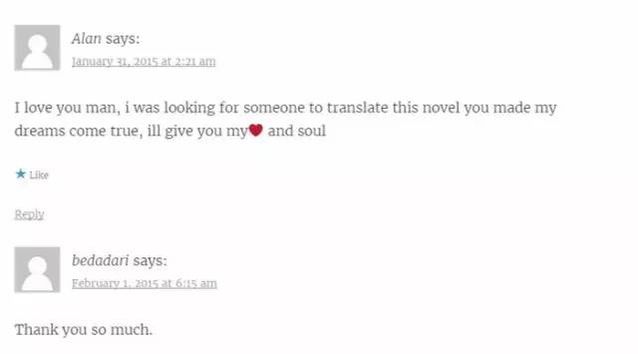 Alan says:
January 31, 2015 at 2:21 am
I love you man, i was looking for someone to translate this novel you made my
dreams come true, ill give you my❤ and soul
★ Like
Reply
bedadari says:
February 1, 2015 at 6:15 am
Thank you so much.